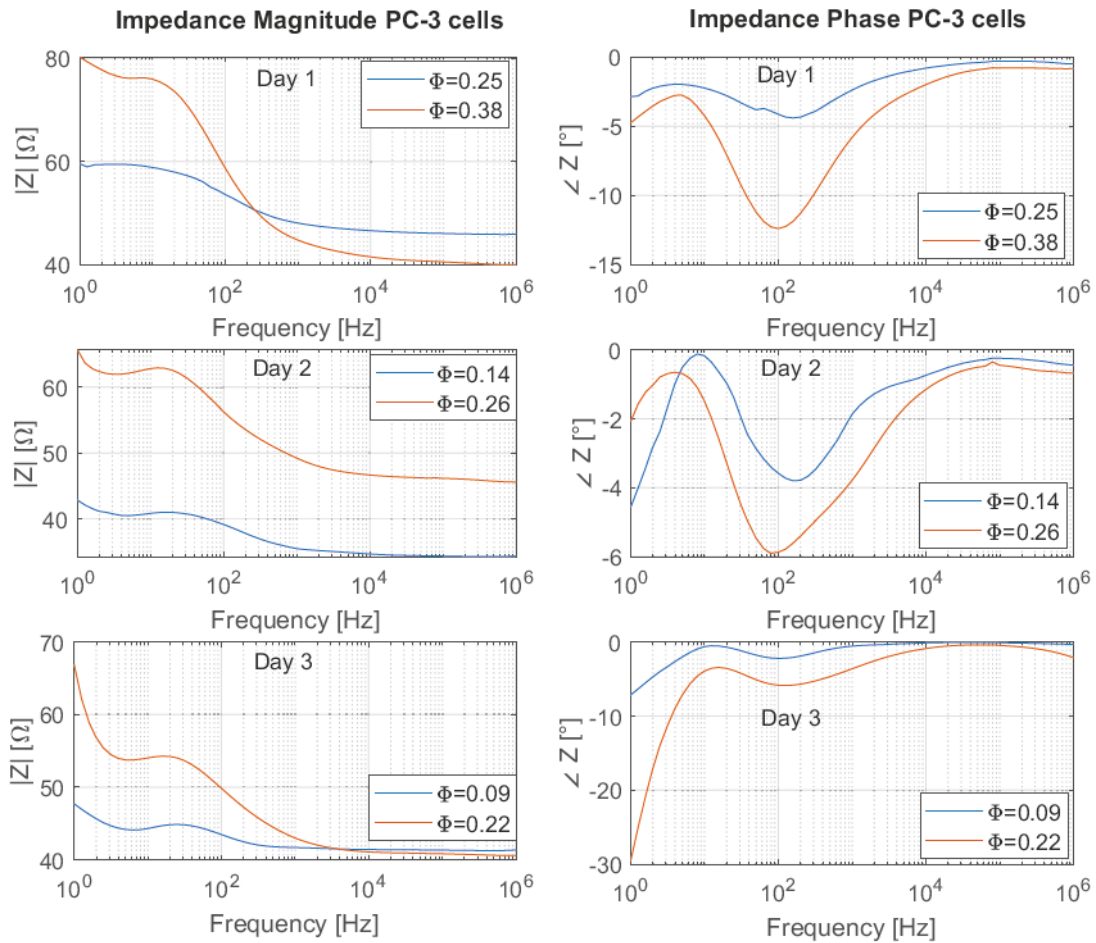 Impedance Magnitude PC-3 cells
80
60
40
|Z| [Ω]
Day 1
Φ=0.25
Φ=0.38
10^0 10^2 10^4 10^6
Frequency [Hz]
60
50
40
|Z| [Ω]
Day 2
Φ=0.14
Φ=0.26
10^0 10^2 10^4 10^6
Frequency [Hz]
70
60
50
40
|Z| [Ω]
Day 3
Φ=0.09
Φ=0.22
10^0 10^2 10^4 10^6
Frequency [Hz]
Impedance Phase PC-3 cells
0
-5
-10
-15
∠ Z [°]
Day 1
Φ=0.25
Φ=0.38
10^0 10^2 10^4 10^6
Frequency [Hz]
0
-2
-4
-6
∠ Z [°]
Day 2
Φ=0.14
Φ=0.26
10^0 10^2 10^4 10^6
Frequency [Hz]
0
-10
-20
-30
∠ Z [°]
Day 3
Φ=0.09
Φ=0.22
10^0 10^2 10^4 10^6
Frequency [Hz]